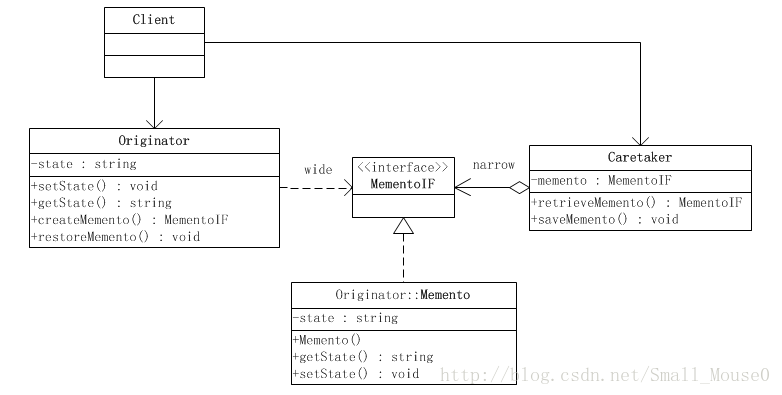 Client
Originator
-state : string
+setState() : void
+getState() : string
+createMemento() : MementoIF
+restoreMemento() : void
wide
<<interface>>
MementoIF
narrow
Caretaker
-memento : MementoIF
+retrieveMemento() : MementoIF
+saveMemento() : void
Originator::Memento
-state : string
+Memento()
+getState() : string
+setState() : void
http://blog.csdn.net/Small_Mouse0